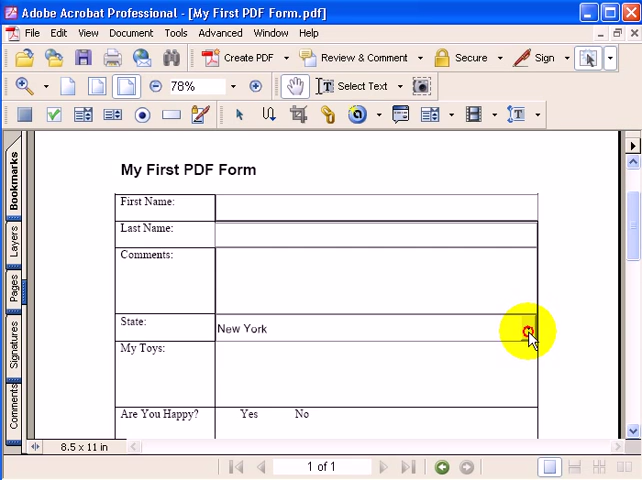 Adobe Acrobat Professional - [My First PDF Form.pdf]
File Edit View Document Tools Advanced Window Help
Create PDF Review & Comment Secure Sign
78% Select Text
My First PDF Form
First Name:
Last Name:
Comments:
State:
New York
My Toys:
Are You Happy? Yes No
Bookmarks
Layers
Pages
Signatures
Comments
8.5 x 11 in
1 of 1